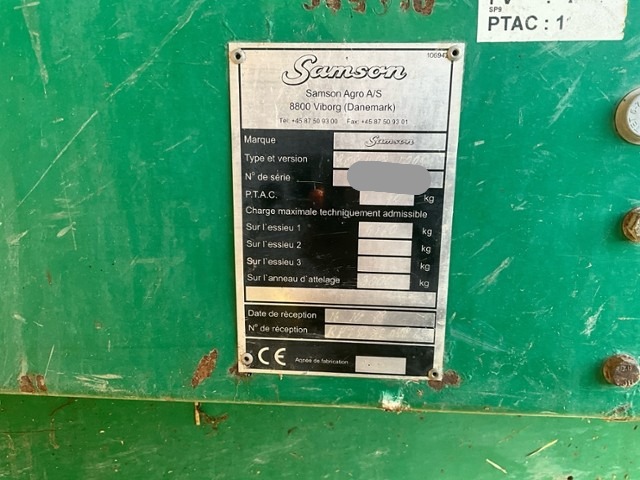 SP9
PTAC : 1
Samson
Samson Agro A/S
8800 Viborg (Danemark)
Tel: +45 87 50 93 00 Fax: +45 87 50 93 01
Marque Samson
Type et version
N° de série
P.T.A.C. kg
Charge maximale techniquement admissible
Sur l'essieu 1 kg
Sur l'essieu 2 kg
Sur l'essieu 3 kg
Sur l'anneau d'attelage kg
Date de réception
N° de réception
CE Année de fabrication